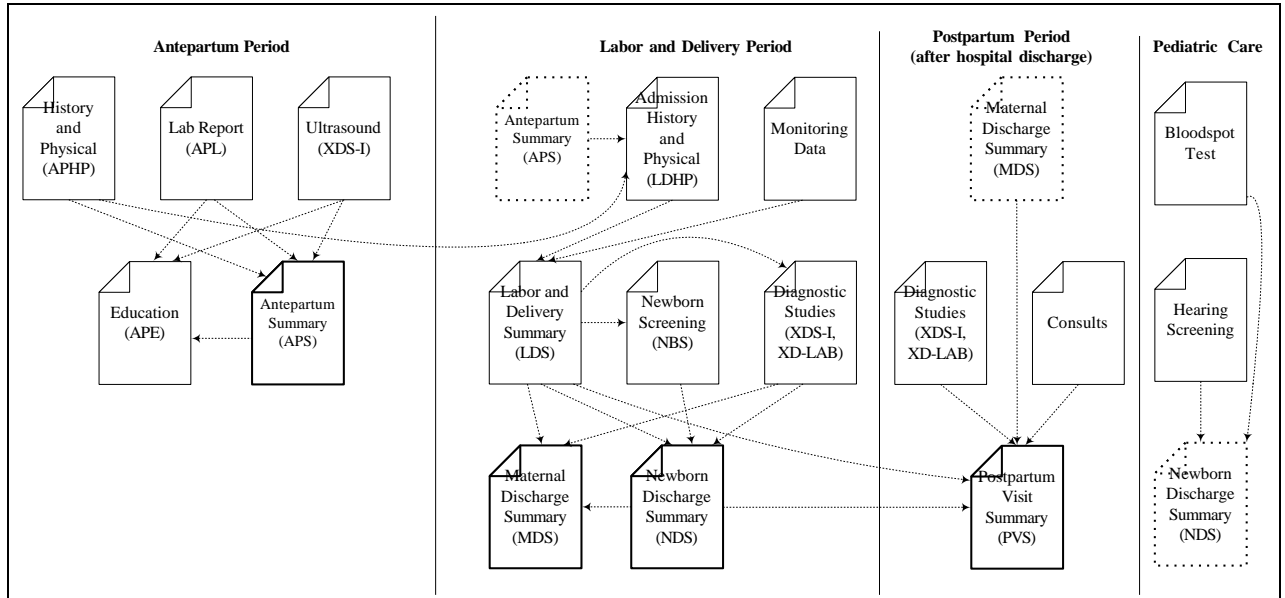 Antepartum Period
History
and
Physical
(APHP)
Lab Report
(APL)
Ultrasound
(XDS-I)
Education
(APE)
Antepartum
Summary
(APS)
Labor and Delivery Period
Antepartum
Summary
(APS)
Admission
History
and
Physical
(LDHP)
Monitoring
Data
Labor and
Delivery
Summary
(LDS)
Newborn
Screening
(NBS)
Diagnostic
Studies
(XDS-I,
XD-LAB)
Maternal
Discharge
Summary
(MDS)
Newborn
Discharge
Summary
(NDS)
Postpartum Period
(after hospital discharge)
Maternal
Discharge
Summary
(MDS)
Diagnostic
Studies
(XDS-I,
XD-LAB)
Consults
Postpartum
Visit
Summary
(PVS)
Pediatric Care
Bloodspot
Test
Hearing
Screening
Newborn
Discharge
Summary
(NDS)